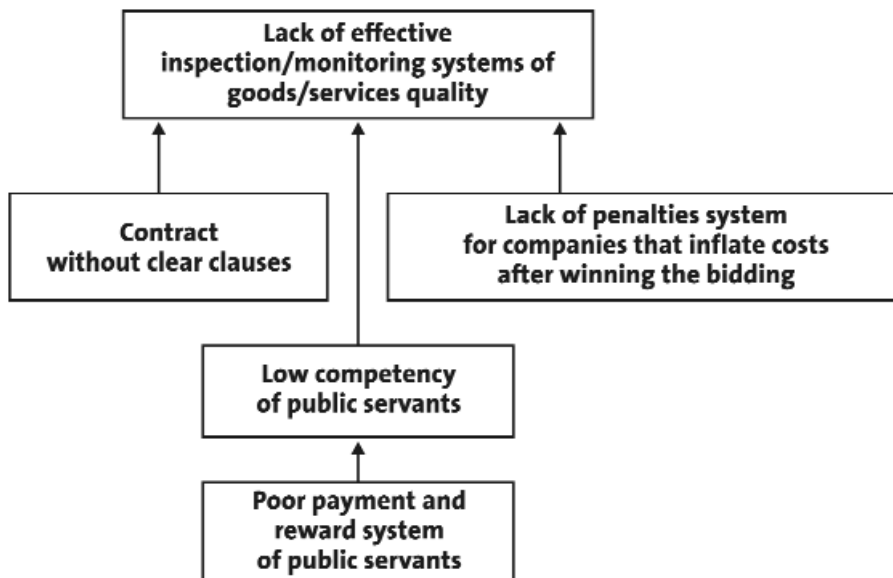 Lack of effective
inspection/monitoring systems of
goods/services quality
Contract
without clear clauses
Lack of penalties system
for companies that inflate costs
after winning the bidding
Low competency
of public servants
Poor payment and
reward system
of public servants